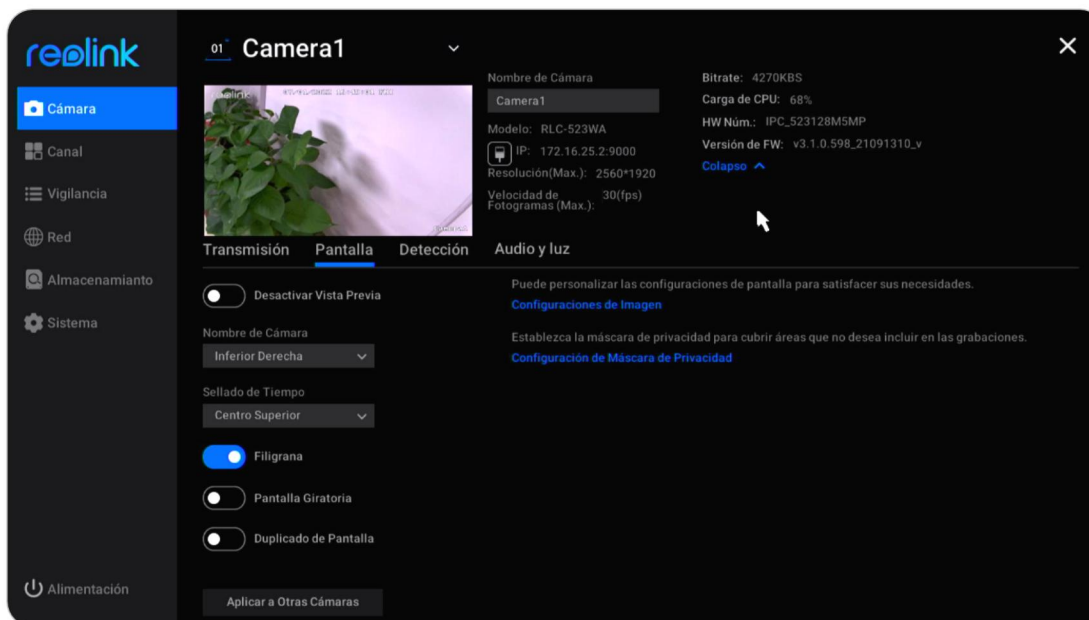 reolink
Cámara
Canal
Vigilancia
Red
Almacenamianto
Sistema
Alimentación
01
Camera1
reolink
Camera1
Nombre de Cámara
Camera1
Modelo: RLC-523WA
IP: 172.16.25.2:9000
Resolución(Max.): 2560*1920
Velocidad de 30(fps)
Fotogramas (Max.):
Bitrate: 4270KBS
Carga de CPU: 68%
HW Núm.: IPC_523128M5MP
Versión de FW: v3.1.0.598_21091310_v
Colapso
Transmisión Pantalla Detección Audio y luz
Desactivar Vista Previa
Nombre de Cámara
Inferior Derecha
Sellado de Tiempo
Centro Superior
Filigrana
Pantalla Giratoria
Duplicado de Pantalla
Aplicar a Otras Cámaras
Puede personalizar las configuraciones de pantalla para satisfacer sus necesidades.
Configuraciones de Imagen
Establezca la máscara de privacidad para cubrir áreas que no desea incluir en las grabaciones.
Configuración de Máscara de Privacidad